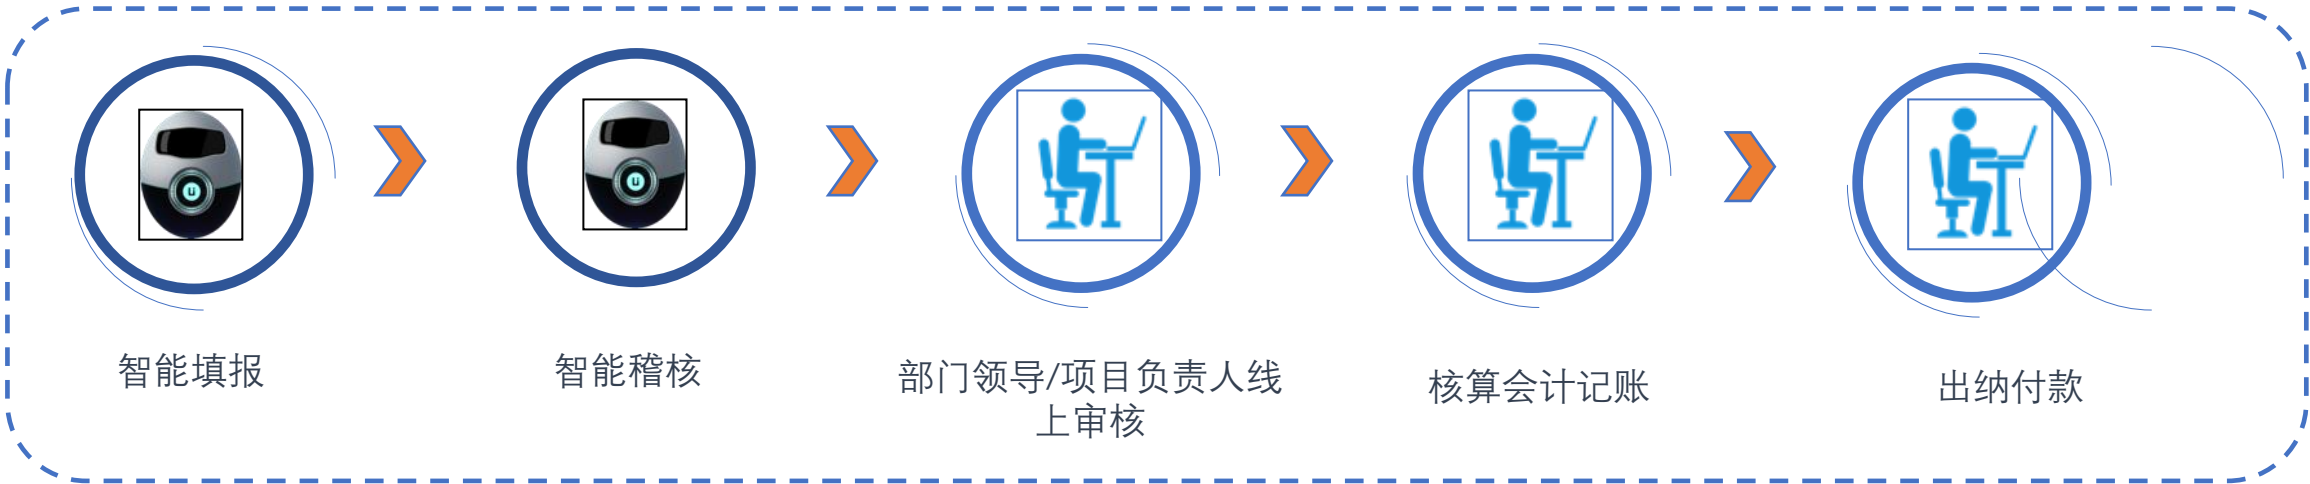 智能填报
智能稽核
部门领导/项目负责人线
上审核
核算会计记账
出纳付款